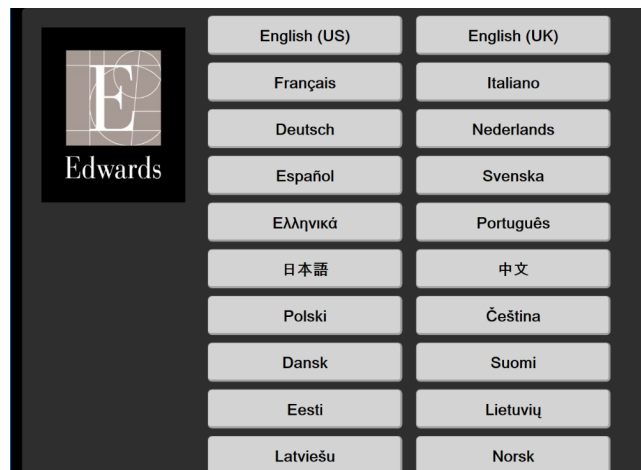 E
Edwards
English (US)
English (UK)
Français
Italiano
Deutsch
Nederlands
Español
Svenska
Ελληνικά
Português
日本語
中文
Polski
Čeština
Dansk
Suomi
Eesti
Lietuvių
Latviešu
Norsk